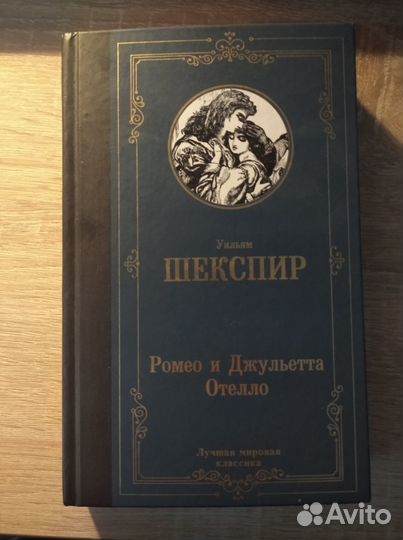 Уильям
ШЕКСПИР
Ромео и Джульетта
Отелло
Лучшая мировая
классика
Avito